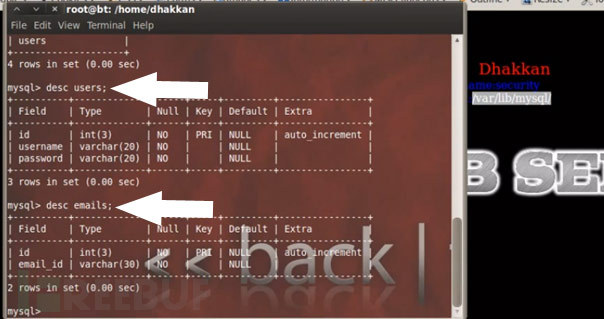 root@bt: /home/dhakkan
File Edit View Terminal Help
| users |
+--------------------+
4 rows in set (0.00 sec)
mysql> desc users;
+----------+-------------+------+-----+---------+----------------+
| Field | Type | Null | Key | Default | Extra |
+----------+-------------+------+-----+---------+----------------+
| id | int(3) | NO | PRI | NULL | auto_increment |
| username | varchar(20) | NO | | NULL | |
| password | varchar(20) | NO | | NULL | |
+----------+-------------+------+-----+---------+----------------+
3 rows in set (0.00 sec)
mysql> desc emails;
+----------+-------------+------+-----+---------+----------------+
| Field | Type | Null | Key | Default | Extra |
+----------+-------------+------+-----+---------+----------------+
| id | int(3) | NO | PRI | NULL | auto_increment |
| email_id | varchar(30) | NO | | NULL | |
+----------+-------------+------+-----+---------+----------------+
2 rows in set (0.00 sec)
mysql>
<< back |
REEBUF
Dhakkan
ame-security
/var/lib/mysql/